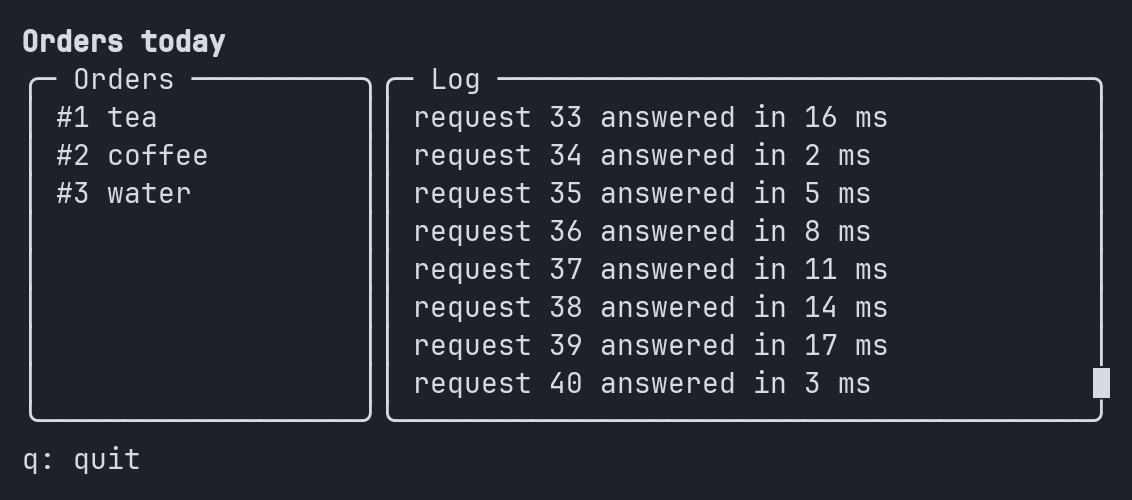 Orders today
Orders
#1 tea
#2 coffee
#3 water
Log
request 33 answered in 16 ms
request 34 answered in 2 ms
request 35 answered in 5 ms
request 36 answered in 8 ms
request 37 answered in 11 ms
request 38 answered in 14 ms
request 39 answered in 17 ms
request 40 answered in 3 ms
q: quit